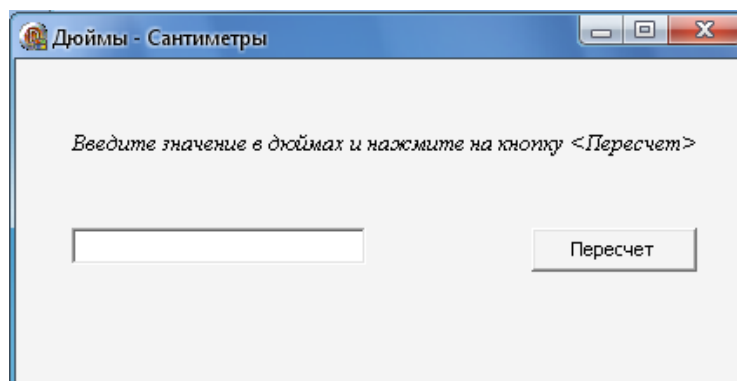 Дюймы - Сантиметры
Введите значение в дюймах и нажмите на кнопку <Пересчет>
Пересчет